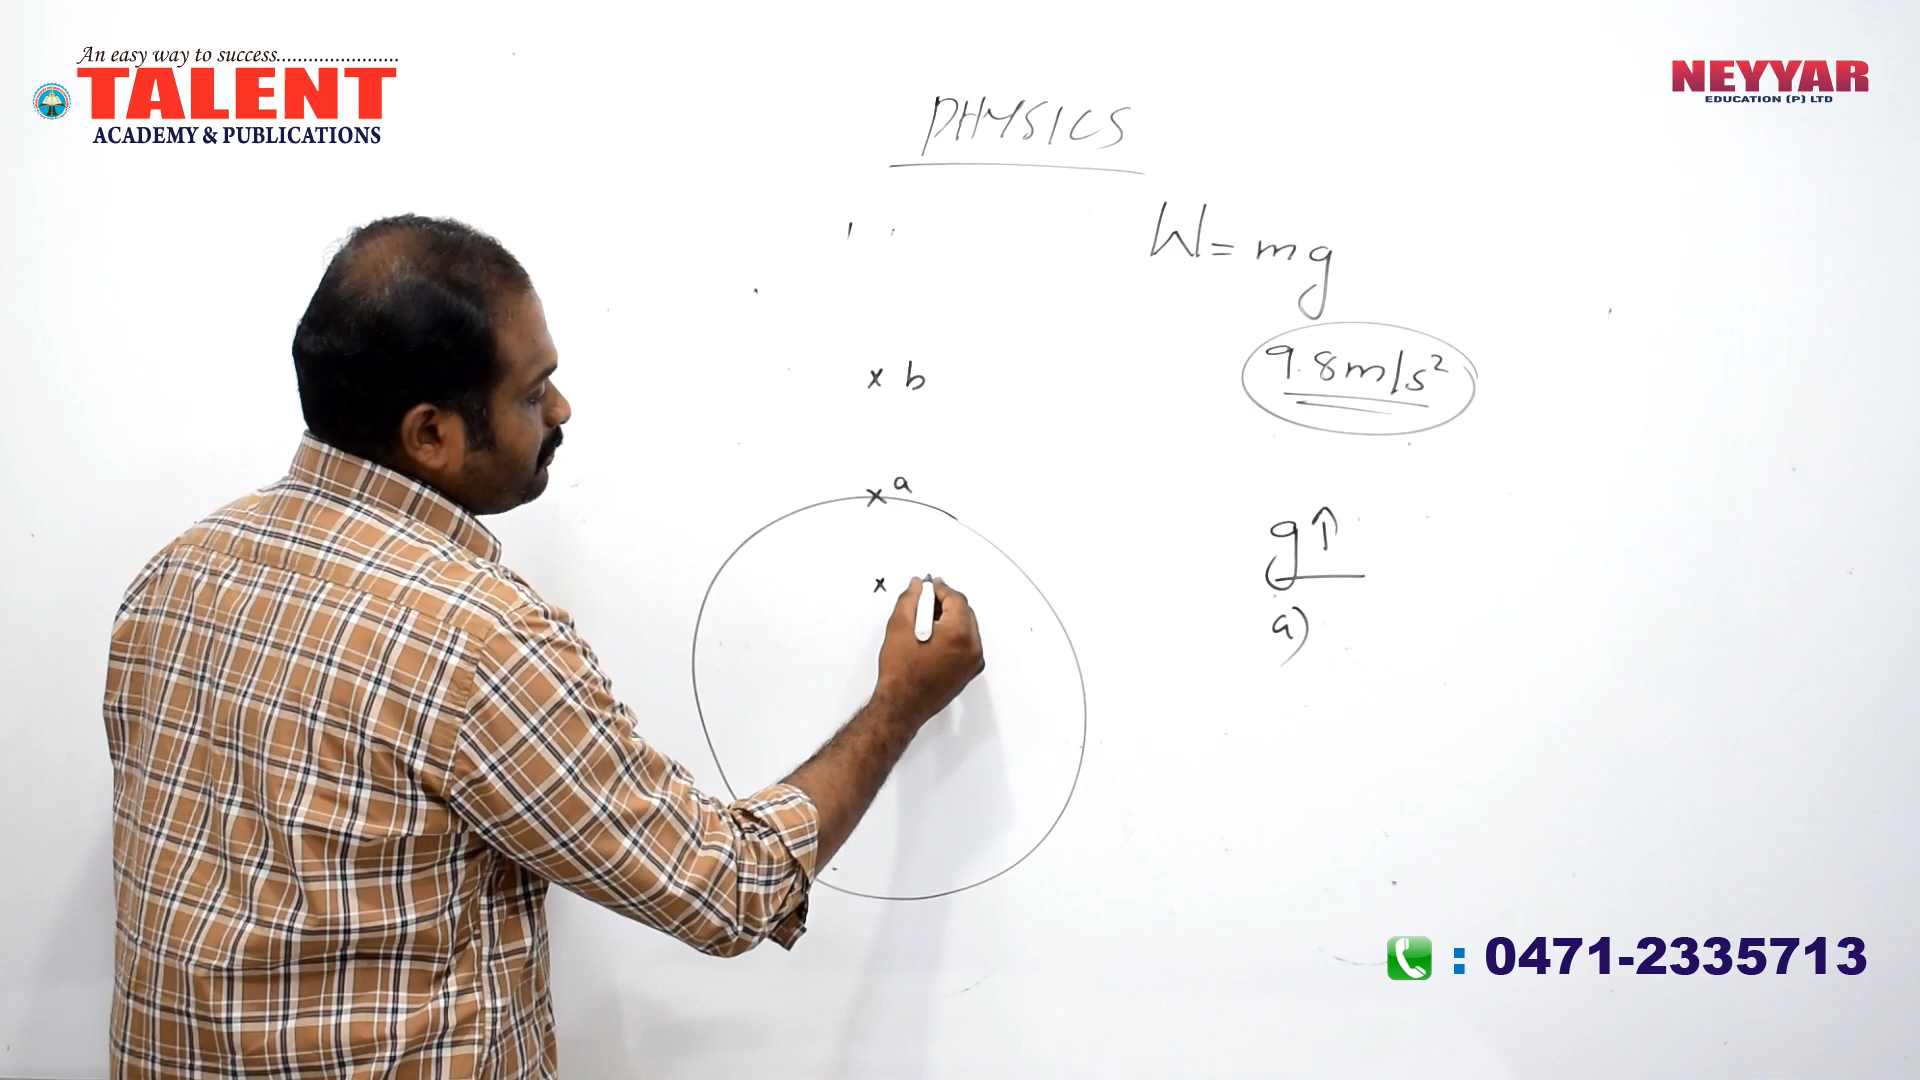 An easy way to success.......................
TALENT
ACADEMY & PUBLICATIONS
NEYYAR
EDUCATION (P) LTD
PHYSICS
W = mg
9.8m/s²
x b
x a
x
g↑
a)
: 0471-2335713